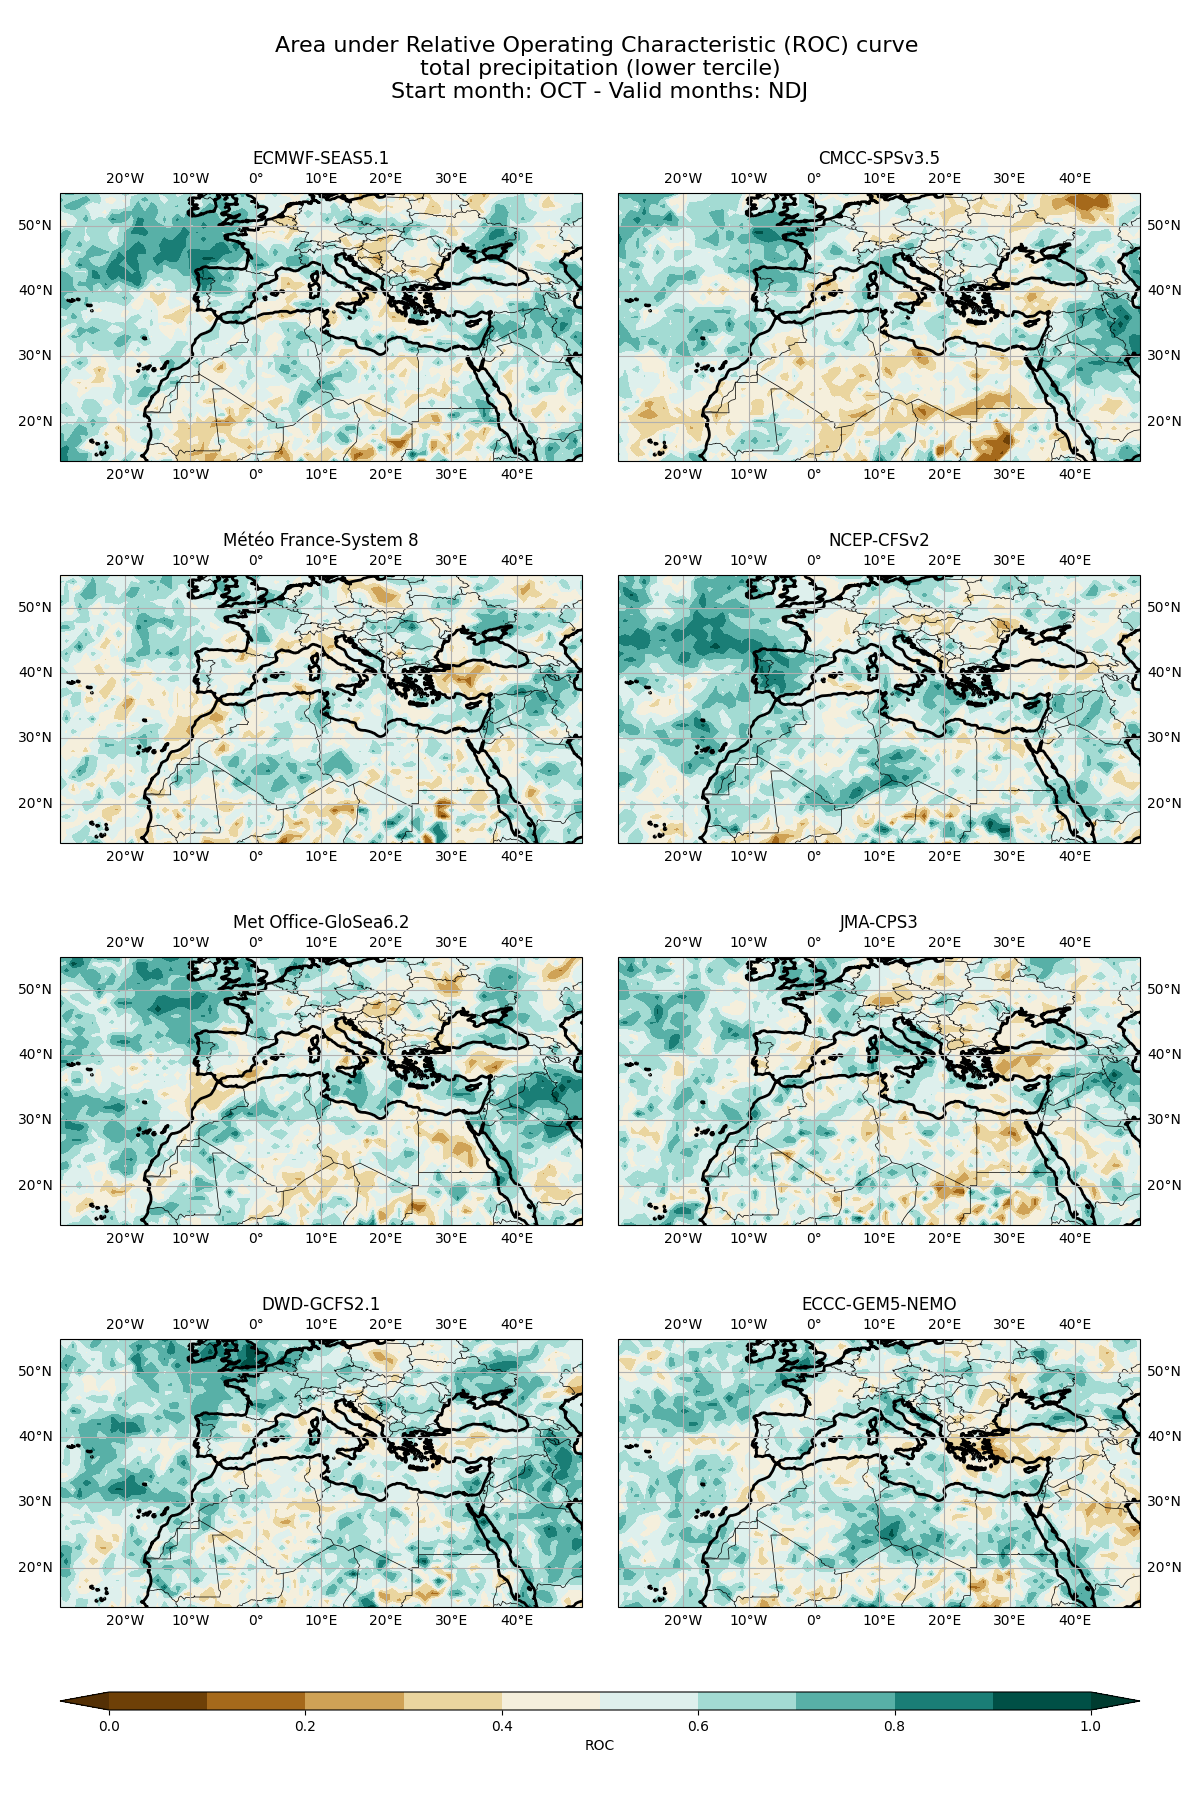 Area under Relative Operating Characteristic (ROC) curve
total precipitation (lower tercile)
Start month: OCT - Valid months: NDJ
ECMWF-SEAS5.1
20°W 10°W 0° 10°E 20°E 30°E 40°E
50°N
40°N
30°N
20°N
20°W 10°W 0° 10°E 20°E 30°E 40°E
CMCC-SPSv3.5
20°W 10°W 0° 10°E 20°E 30°E 40°E
50°N
40°N
30°N
20°N
20°W 10°W 0° 10°E 20°E 30°E 40°E
Météo France-System 8
20°W 10°W 0° 10°E 20°E 30°E 40°E
50°N
40°N
30°N
20°N
20°W 10°W 0° 10°E 20°E 30°E 40°E
NCEP-CFSv2
20°W 10°W 0° 10°E 20°E 30°E 40°E
50°N
40°N
30°N
20°N
20°W 10°W 0° 10°E 20°E 30°E 40°E
Met Office-GloSea6.2
20°W 10°W 0° 10°E 20°E 30°E 40°E
50°N
40°N
30°N
20°N
20°W 10°W 0° 10°E 20°E 30°E 40°E
JMA-CPS3
20°W 10°W 0° 10°E 20°E 30°E 40°E
50°N
40°N
30°N
20°N
20°W 10°W 0° 10°E 20°E 30°E 40°E
DWD-GCFS2.1
20°W 10°W 0° 10°E 20°E 30°E 40°E
50°N
40°N
30°N
20°N
20°W 10°W 0° 10°E 20°E 30°E 40°E
ECCC-GEM5-NEMO
20°W 10°W 0° 10°E 20°E 30°E 40°E
50°N
40°N
30°N
20°N
20°W 10°W 0° 10°E 20°E 30°E 40°E
0.0 0.2 0.4 0.6 0.8 1.0
ROC